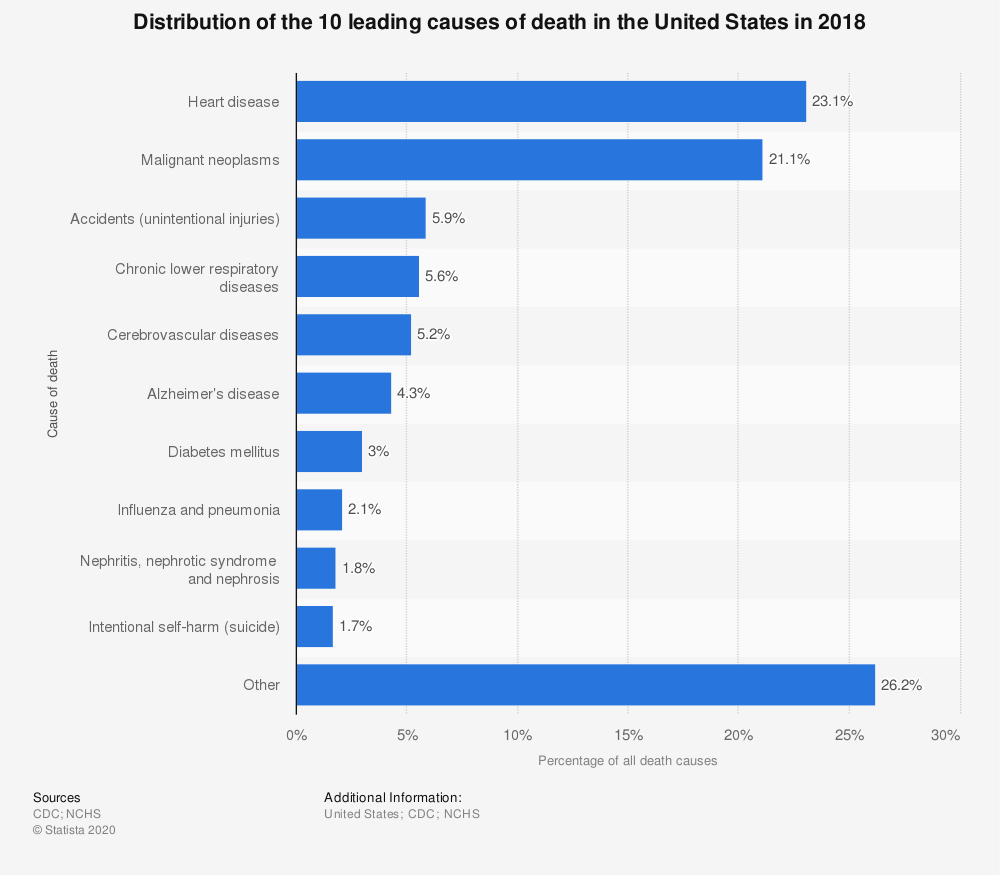 Distribution of the 10 leading causes of death in the United States in 2018
Heart disease
23.1%
Malignant neoplasms
21.1%
Accidents (unintentional injuries)
5.9%
Chronic lower respiratory
diseases
5.6%
Cerebrovascular diseases
5.2%
Alzheimer's disease
4.3%
Diabetes mellitus
3%
Influenza and pneumonia
2.1%
Nephritis, nephrotic syndrome
and nephrosis
1.8%
Intentional self-harm (suicide)
1.7%
Other
26.2%
Cause of death
0% 5% 10% 15% 20% 25% 30%
Percentage of all death causes
Sources
CDC; NCHS
© Statista 2020
Additional Information:
United States; CDC; NCHS